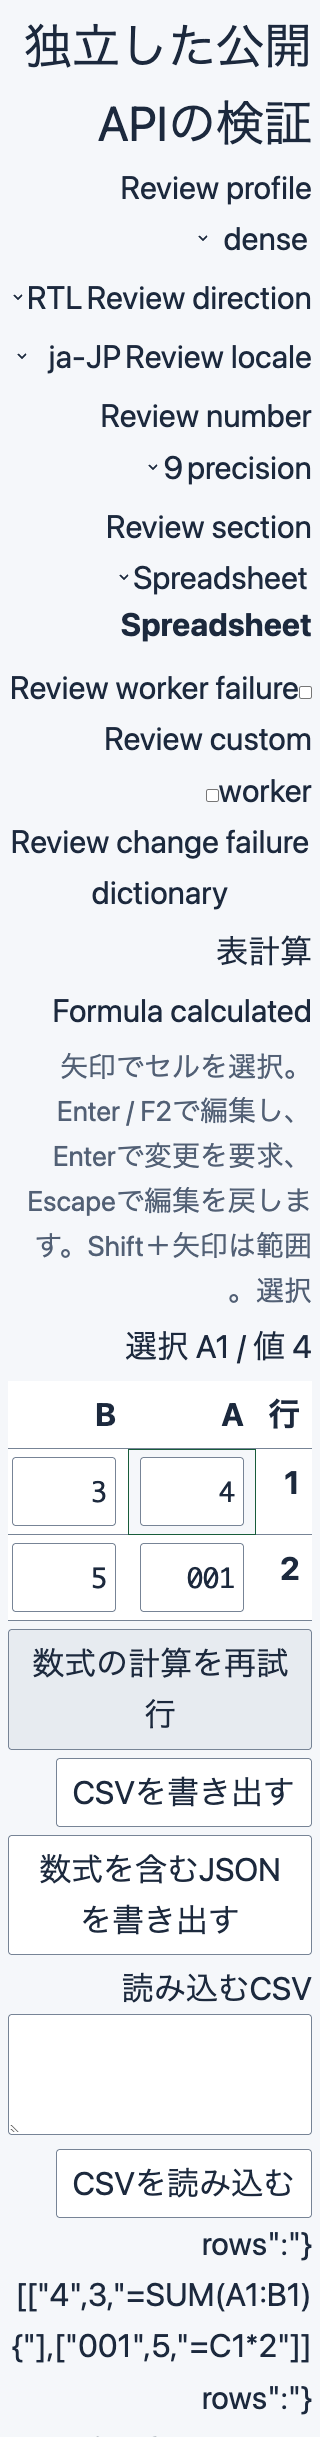 独立した公開
APIの検証
Review profile
dense
RTL Review direction
ja-JP Review locale
Review number
9 precision
Review section
Spreadsheet
Spreadsheet
Review worker failure
Review custom
worker
Review change failure
dictionary
表計算
Formula calculated
矢印でセルを選択。
Enter / F2で編集し、
Enterで変更を要求、
Escapeで編集を戻しま
す。Shift＋矢印は範囲
。選択
選択 A1 / 値 4
B A 行
3 4 1
5 001 2
数式の計算を再試
行
CSVを書き出す
数式を含むJSON
を書き出す
読み込むCSV
CSVを読み込む
rows":"}
[["4",3,"=SUM(A1:B1)
{"],["001",5,"=C1*2"]]
rows":"}